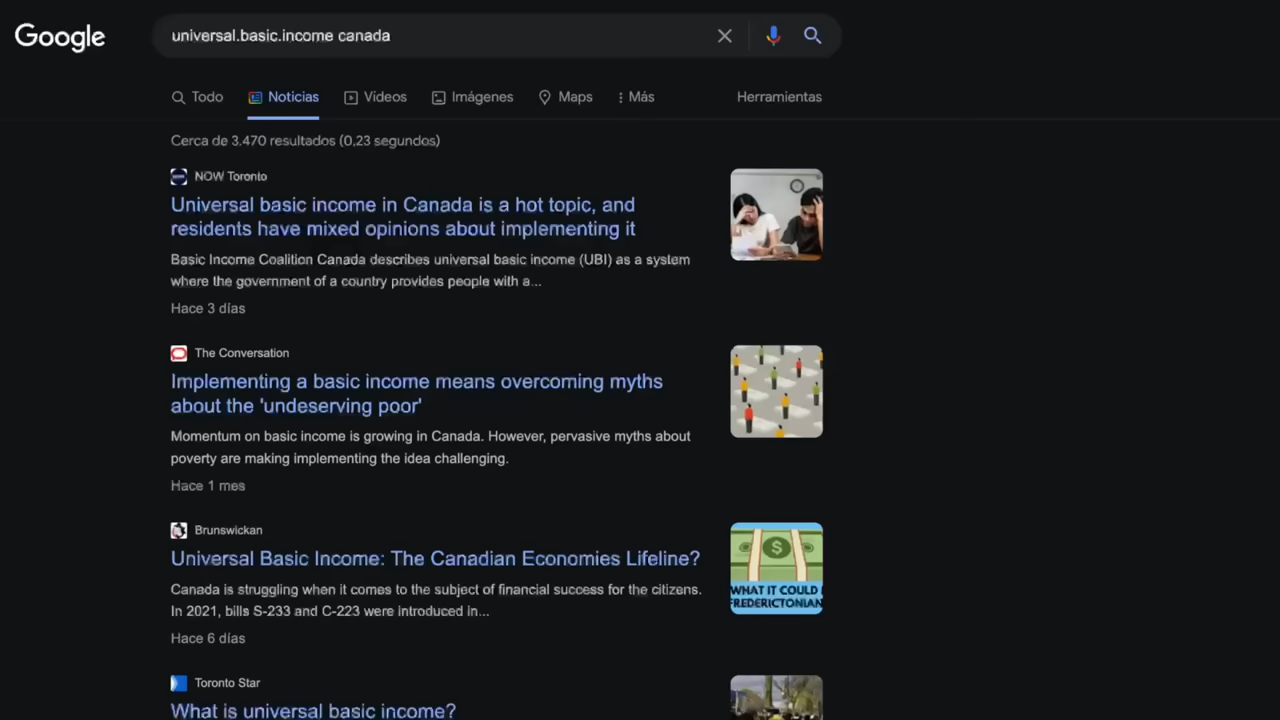 Google
universal.basic.income canada
Todo
Noticias
Vídeos
Imágenes
Maps
Más
Herramientas
Cerca de 3,470 resultados (0,23 segundos)
NOW Toronto
Universal basic income in Canada is a hot topic, and
residents have mixed opinions about implementing it
Basic Income Coalition Canada describes universal basic income (UBI) as a system
where the government of a country provides people with a...
Hace 3 días
The Conversation
Implementing a basic income means overcoming myths
about the 'undeserving poor'
Momentum on basic income is growing in Canada. However, pervasive myths about
poverty are making implementing the idea challenging.
Hace 1 mes
Brunswickan
Universal Basic Income: The Canadian Economies Lifeline?
Canada is struggling when it comes to the subject of financial success for the citizens.
In 2021, bills S-233 and C-223 were introduced in...
WHAT IT COULD
FREDERICTONIAN
Hace 6 días
Toronto Star
What is universal basic income?